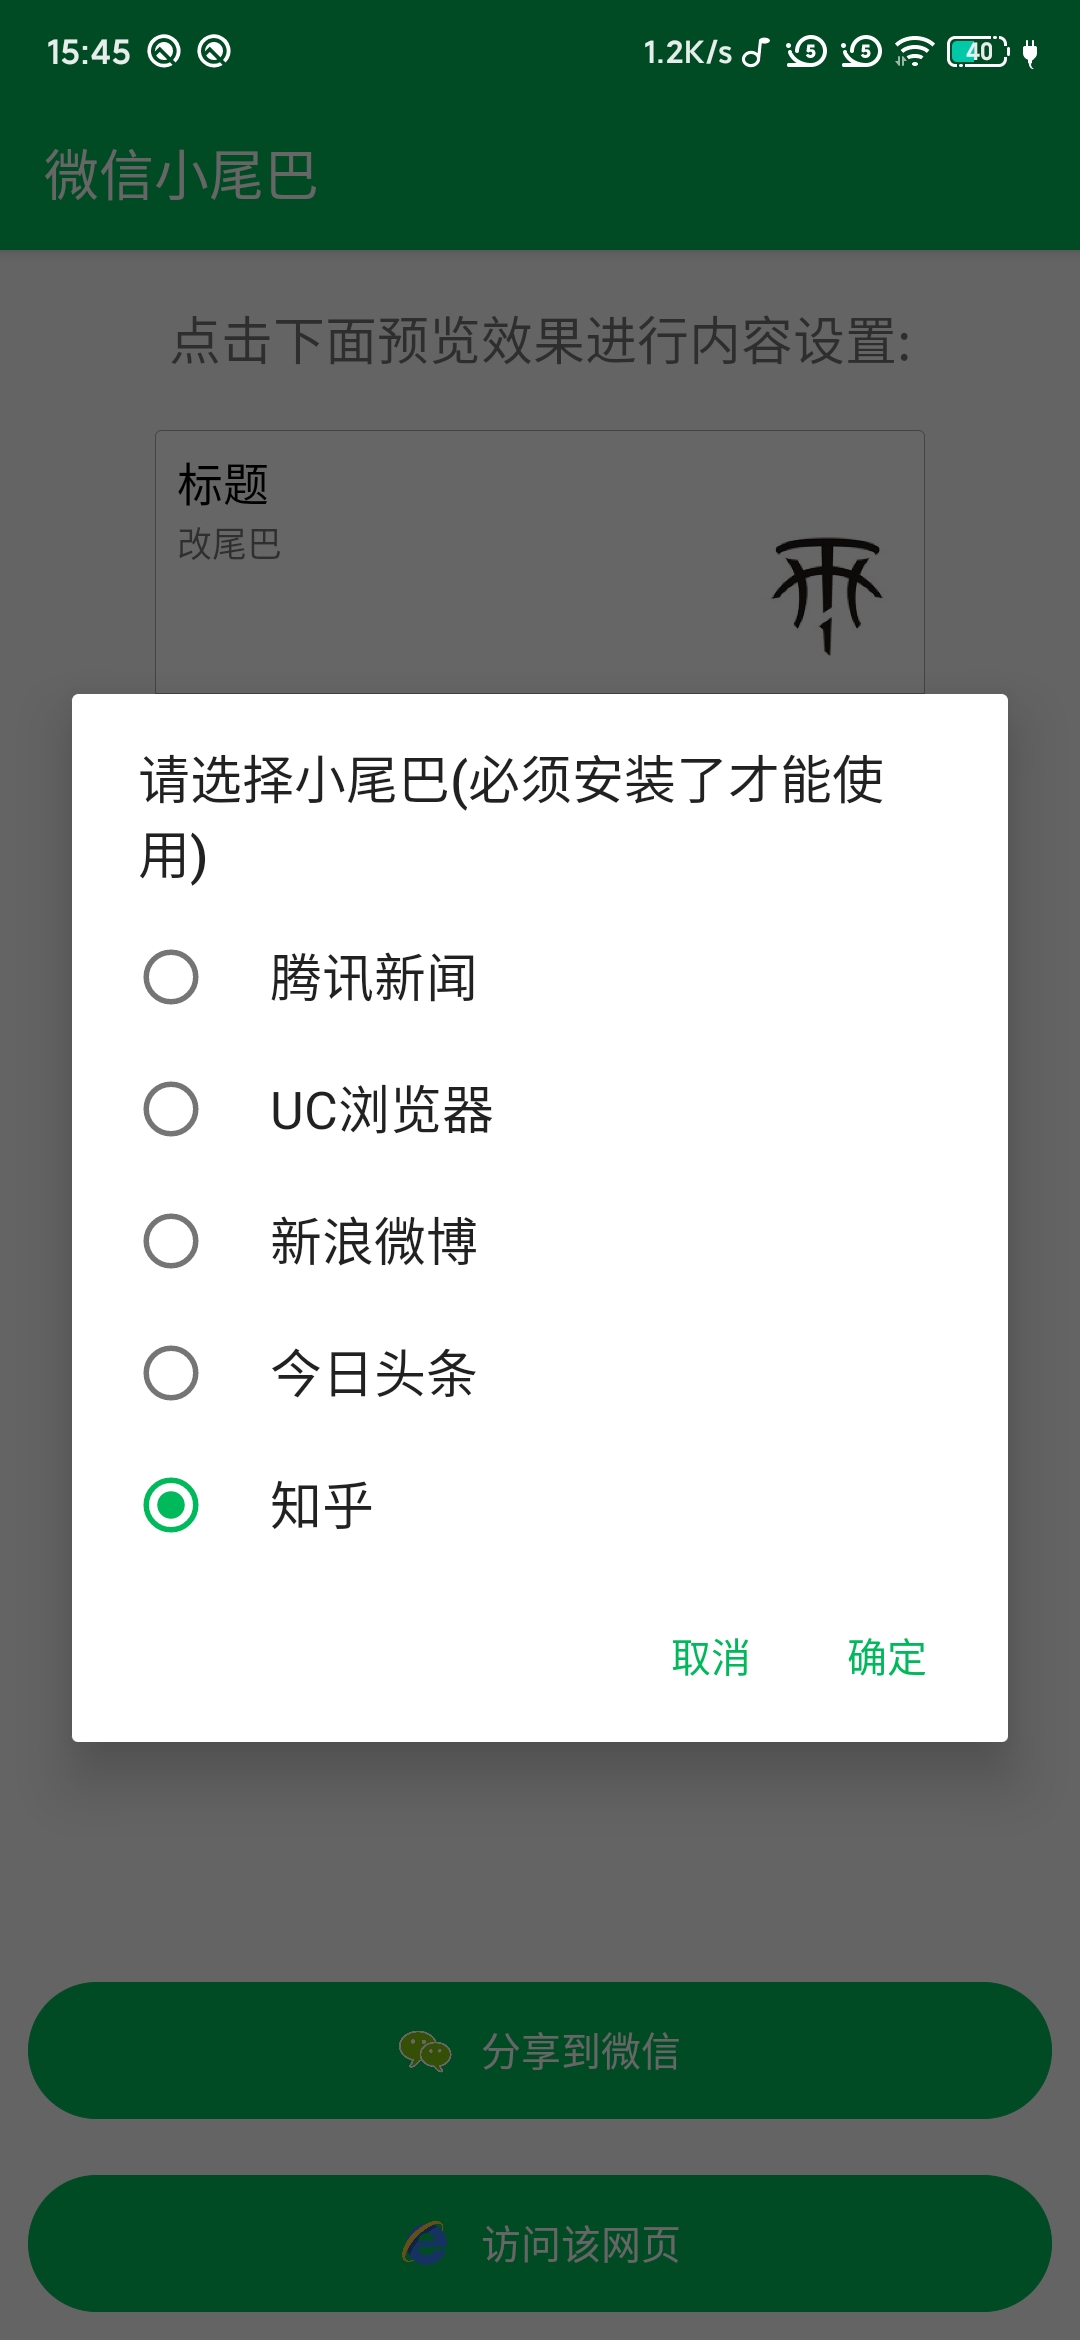 15:45
1.2K/s 5 5 40
微信小尾巴
点击下面预览效果进行内容设置:
标题
改尾巴
请选择小尾巴(必须安装了才能使
用)
腾讯新闻
UC浏览器
新浪微博
今日头条
知乎
取消 确定
分享到微信
访问该网页